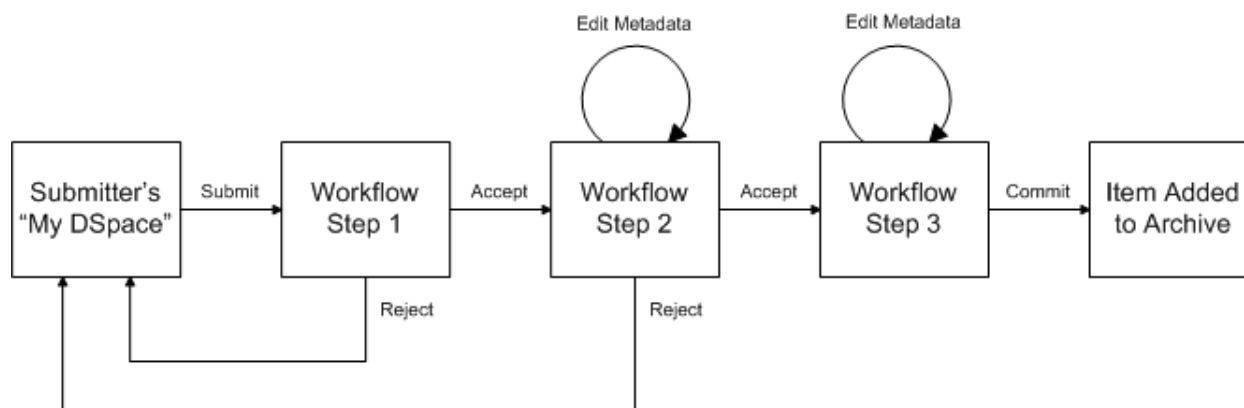 Edit Metadata
Edit Metadata
Submitter’s
“My DSpace”
Submit
Workflow
Step 1
Accept
Workflow
Step 2
Accept
Workflow
Step 3
Commit
Item Added
to Archive
Reject
Reject